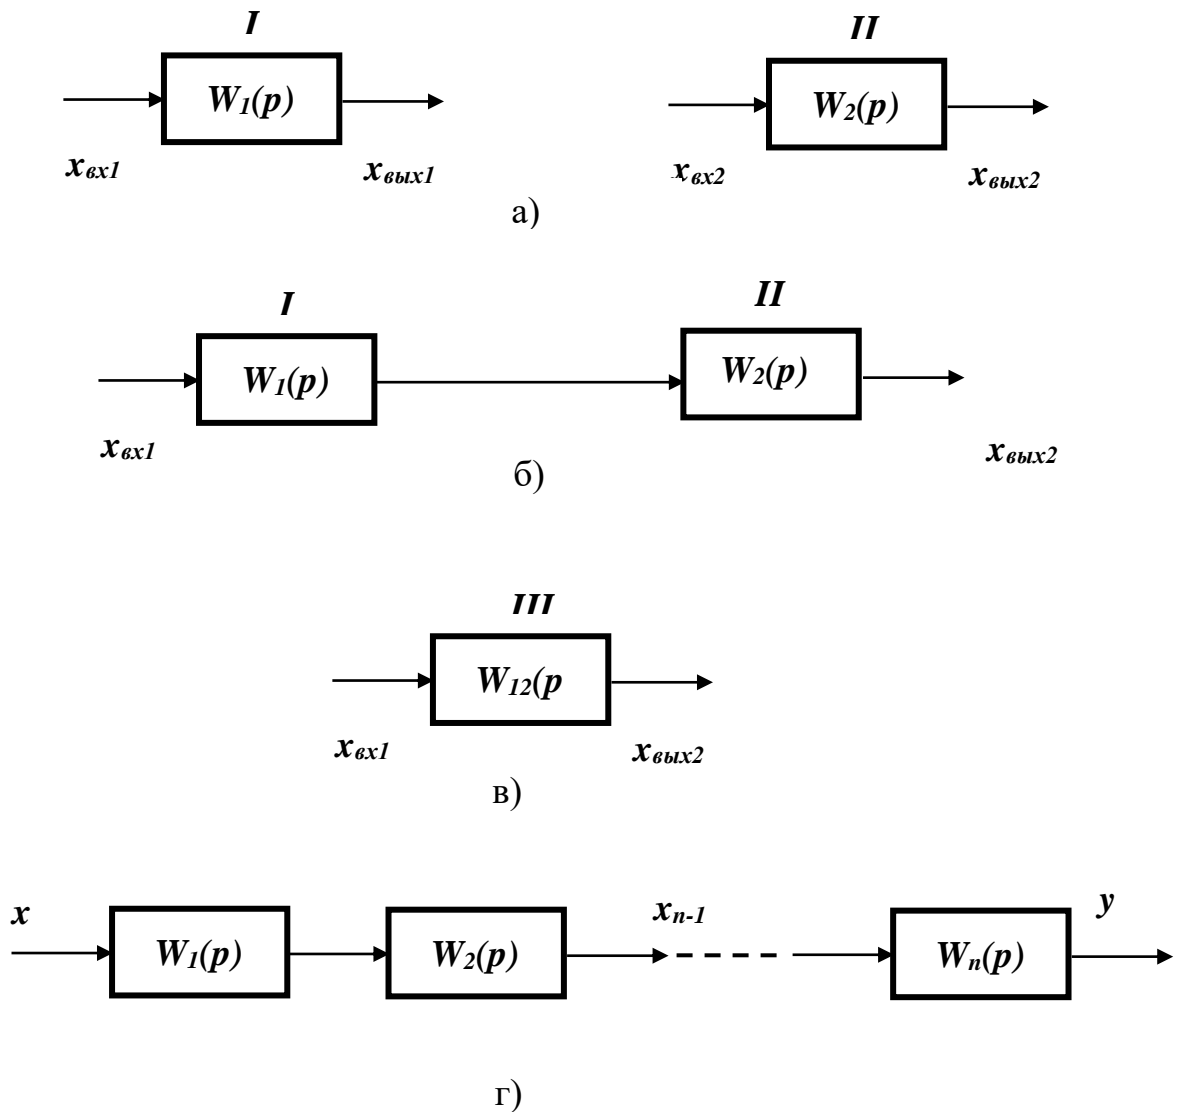 I II
W₁(p) W₂(p)
xвх1 xвых1 xвх2 xвых2
а)
I II
W₁(p) W₂(p)
xвх1 xвых2
б)
III
W₁₂(p
xвх1 xвых2
в)
x xₙ₋₁ y
W₁(p) W₂(p) Wₙ(p)
г)